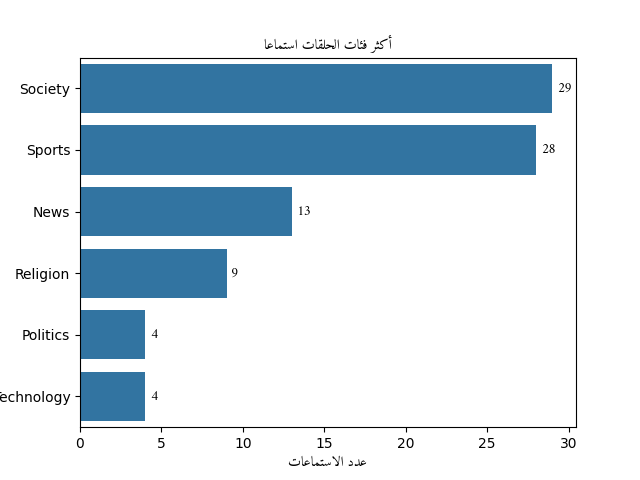 أكثر فئات الحلقات استماعا
Society
29
Sports
28
News
13
Religion
9
Politics
4
echnology
4
0 5 10 15 20 25 30
عدد الاستماعات